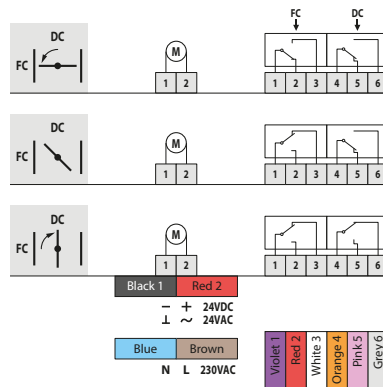 FC DC
DC
FC
M
1 2
1 2 3 4 5 6
DC
FC
M
1 2
1 2 3 4 5 6
DC
FC
M
1 2
1 2 3 4 5 6
Black 1 Red 2
− + 24VDC
⊥ ~ 24VAC
Blue Brown
N L 230VAC
Violet 1
Red 2
White 3
Orange 4
Pink 5
Grey 6